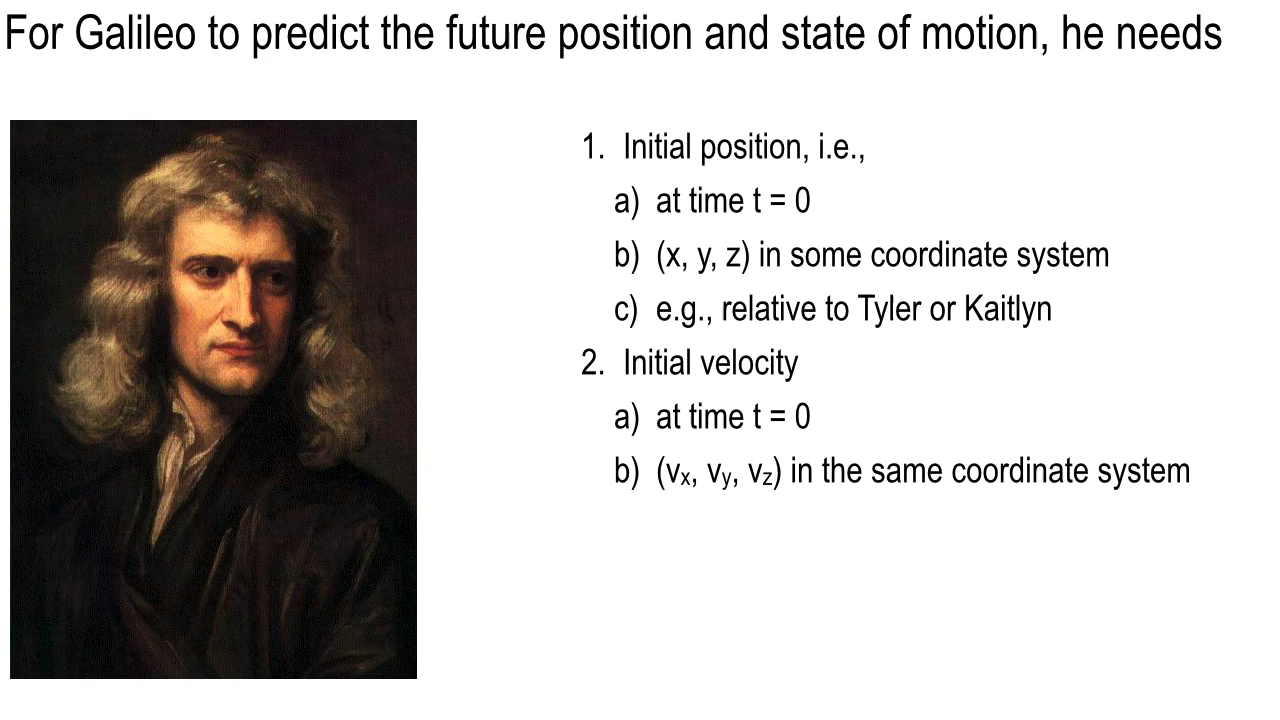 For Galileo to predict the future position and state of motion, he needs
1. Initial position, i.e.,
a) at time t = 0
b) (x, y, z) in some coordinate system
c) e.g., relative to Tyler or Kaitlyn
2. Initial velocity
a) at time t = 0
b) (vx, vy, vz) in the same coordinate system